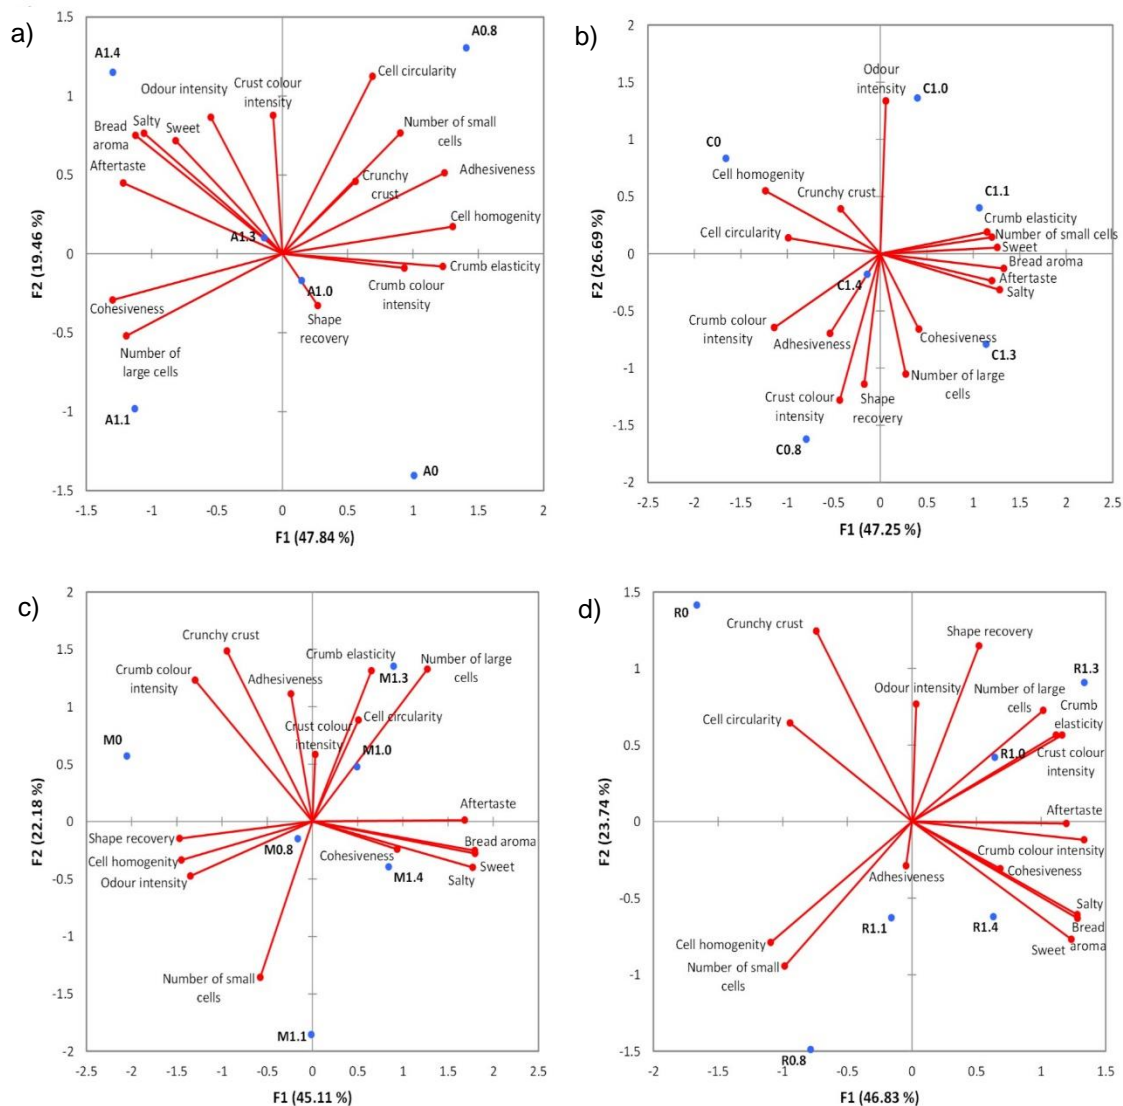 a)
1.5
A0.8
A1.4
Cell circularity
Crust colour
Odour intensity
intensity
1
Number of small
cells
Salty
Bread
aroma
Sweet
Adhesiveness
Aftertaste
0.5
Crunchy
crust
Cell homogenity
A1.3
0
Crumb elasticity
A1.0
Crumb colour
intensity
Cohesiveness
Shape
recovery
-0.5
Number of
large cells
A1.1
-1
A0
-1.5
-1.5
-1
-0.5
0
0.5
1
1.5
2
F1 (47.84 %)
F2 (19.46 %)
b)
2
Odour
intensity
1.5
C1.0
C0
1
Cell homogenity
Crunchy crust
0.5
C1.1
Crumb elasticity
Number of small cells
Cell circularity
Sweet
0
Bread aroma
C1.4
Aftertaste
Salty
Crumb colour
intensity
-0.5
Adhesiveness
Cohesiveness
C1.3
-1
Number of large
cells
Crust colour
intensity
Shape
recovery
-1.5
C0.8
-2
-2.5
-2
-1.5
-1
-0.5
0
0.5
1
1.5
2
2.5
F1 (47.25 %)
F2 (26.69 %)
c)
2
Crunchy crust
1.5
Crumb elasticity
Number of large
cells
Crumb colour
intensity
Adhesiveness
M1.3
1
Cell circularity
Crust colour
intensity
M1.0
M0
0.5
Aftertaste
0
Shape recovery
M0.8
Bread aroma
Cell homogenity
Cohesiveness
Sweet
Odour intensity
M1.4
Salty
-0.5
-1
Number of small
cells
-1.5
M1.1
-2
-2.5
-2
-1.5
-1
-0.5
0
0.5
1
1.5
2
2.5
F1 (45.11 %)
F2 (22.18 %)
d)
1.5
R0
Crunchy crust
Shape recovery
R1.3
1
Odour intensity
Number of large
cells
Crumb
elasticity
Cell circularity
0.5
R1.0
Crust colour
intensity
Aftertaste
0
Crumb colour intensity
Adhesiveness
Cohesiveness
-0.5
Salty
R1.1
R1.4
Bread
aroma
Sweet
Cell homogenity
Number of small
cells
-1
R0.8
-1.5
-2
-1.5
-1
-0.5
0
0.5
1
1.5
F1 (46.83 %)
F2 (23.74 %)